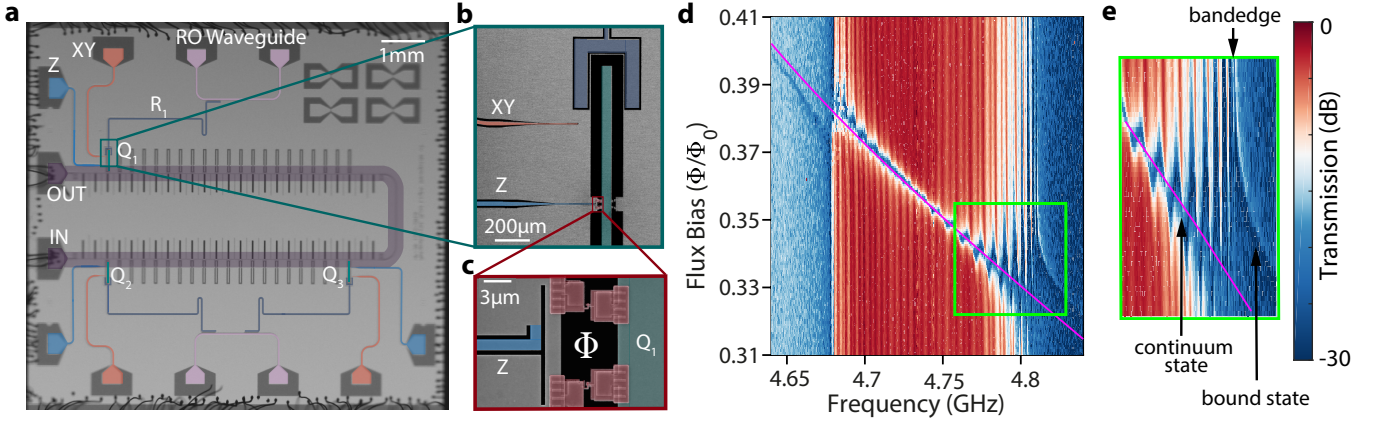 a
XY
RO Waveguide
1mm
Z
R1
Q1
OUT
IN
Q2
Q3
b
XY
Z
200μm
c
3μm
Φ
Q1
Z
d
0.41
0.39
0.37
0.35
0.33
0.31
Flux Bias (Φ/Φ0)
4.65
4.7
4.75
4.8
Frequency (GHz)
e
bandedge
continuum
state
bound state
0
Transmission (dB)
-30